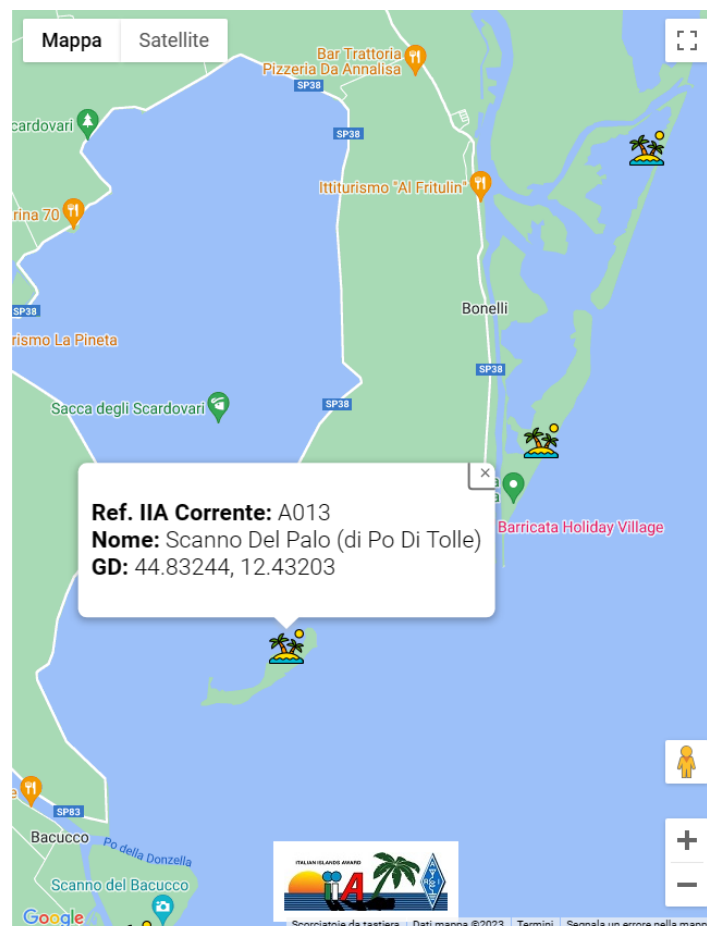 Mappa
Satellite
Bar Trattoria
Pizzeria Da Annalisa
SP38
cardovari
SP38
Ittiturismo "Al Fritulin"
rina 70
SP38
Bonelli
rismo La Pineta
SP38
Sacca degli Scardovari
SP38
×
Ref. IIA Corrente: A013
Nome: Scanno Del Palo (di Po Di Tolle)
GD: 44.83244, 12.43203
a
a
Barricata Holiday Village
e
SP83
Bacucco
Po della Donzella
ITALIAN ISLANDS AWARD
iiA
Scanno del Bacucco
Google
Scorciatoie da tastiera
Dati mappa ©2023
Termini
Segnala un errore nella mappa